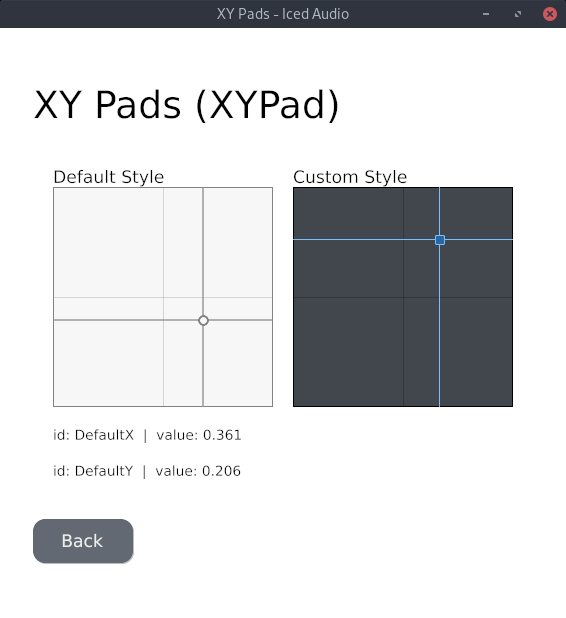 XY Pads - Iced Audio
XY Pads (XYPad)
Default Style
Custom Style
id: DefaultX  |  value: 0.361
id: DefaultY  |  value: 0.206
Back